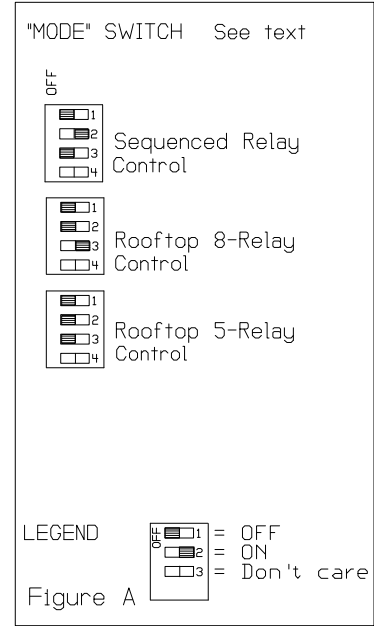 "MODE" SWITCH See text
OFF
1
2 Sequenced Relay
3 Control
4
1
2 Rooftop 8-Relay
3 Control
4
1
2 Rooftop 5-Relay
3 Control
4
LEGEND
OFF
1 = OFF
2 = ON
3 = Don't care
Figure A